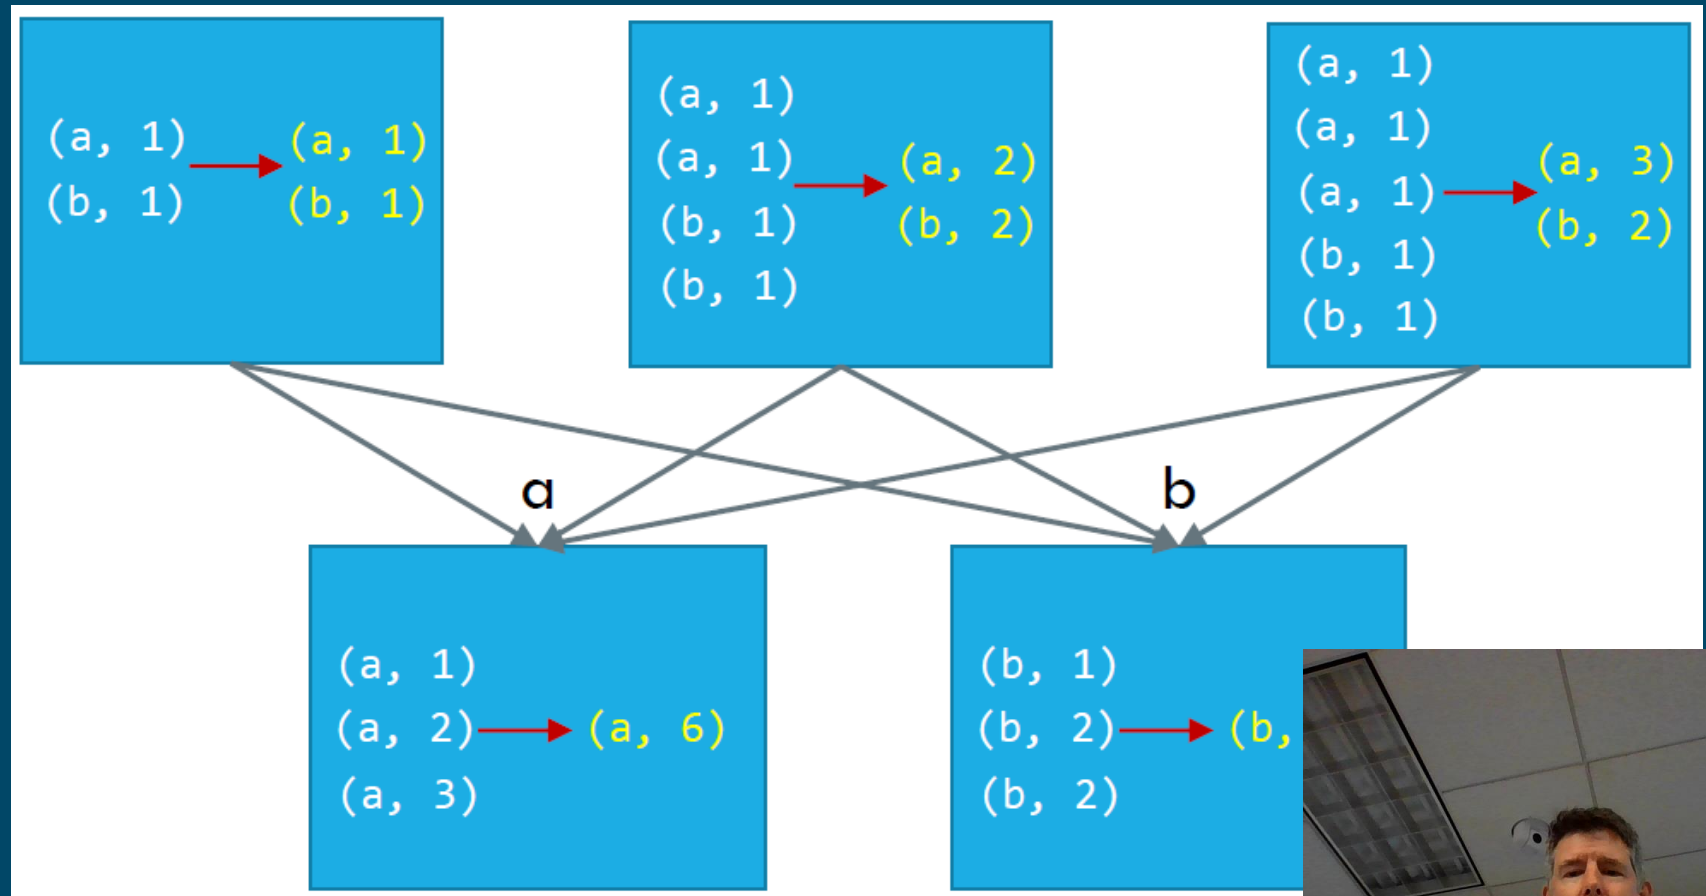 (a, 1)
(b, 1)
(a, 1)
(b, 1)
(a, 1)
(a, 1)
(b, 1)
(b, 1)
(a, 2)
(b, 2)
(a, 1)
(a, 1)
(a, 1)
(b, 1)
(b, 1)
(a, 3)
(b, 2)
a
b
(a, 1)
(a, 2)
(a, 3)
(a, 6)
(b, 1)
(b, 2)
(b, 2)
(b,